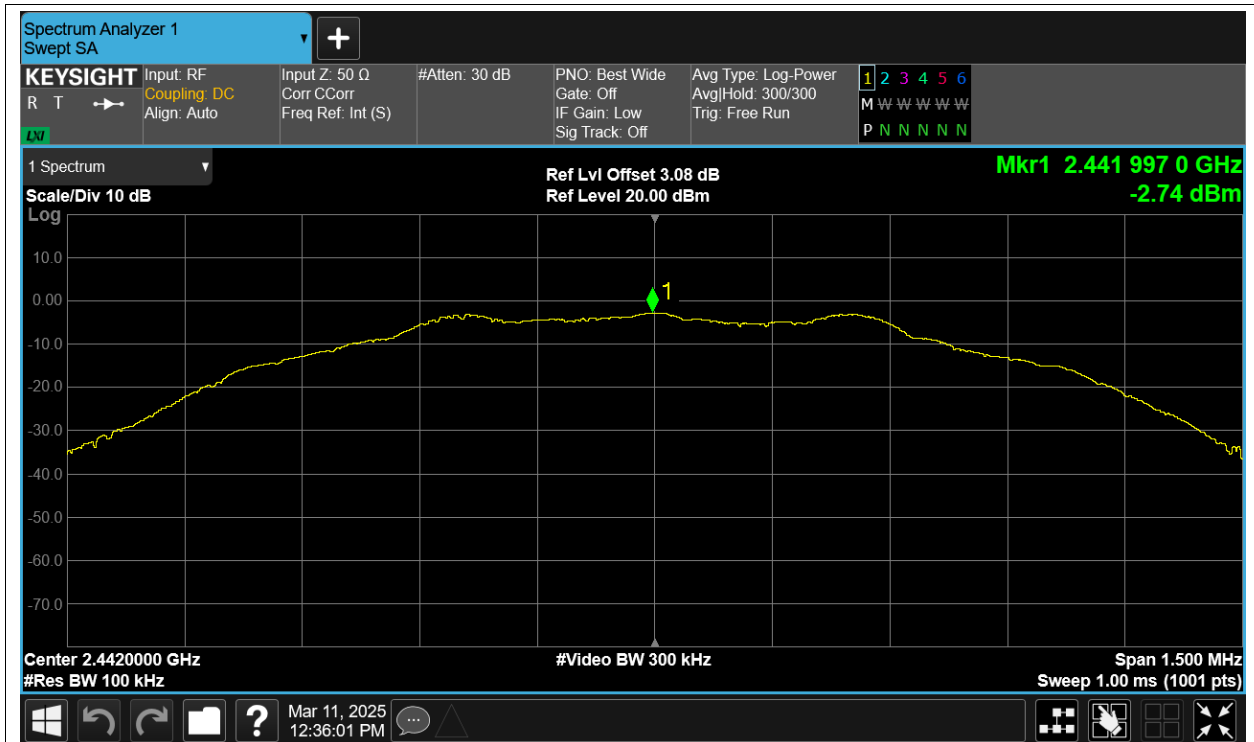 Spectrum Analyzer 1
Swept SA
KEYSIGHT
R T
LXI
Input: RF
Coupling: DC
Align: Auto
Input Z: 50 Ω
Corr CCorr
Freq Ref: Int (S)
#Atten: 30 dB
PNO: Best Wide
Gate: Off
IF Gain: Low
Sig Track: Off
Avg Type: Log-Power
Avg|Hold: 300/300
Trig: Free Run
1 2 3 4 5 6
M W W W W W
P N N N N N
1 Spectrum
Scale/Div 10 dB
Ref Lvl Offset 3.08 dB
Ref Level 20.00 dBm
Mkr1 2.441 997 0 GHz
-2.74 dBm
Log
10.0
0.00
1
-10.0
-20.0
-30.0
-40.0
-50.0
-60.0
-70.0
Center 2.4420000 GHz
#Video BW 300 kHz
Span 1.500 MHz
#Res BW 100 kHz
Sweep 1.00 ms (1001 pts)
?
Mar 11, 2025
12:36:01 PM